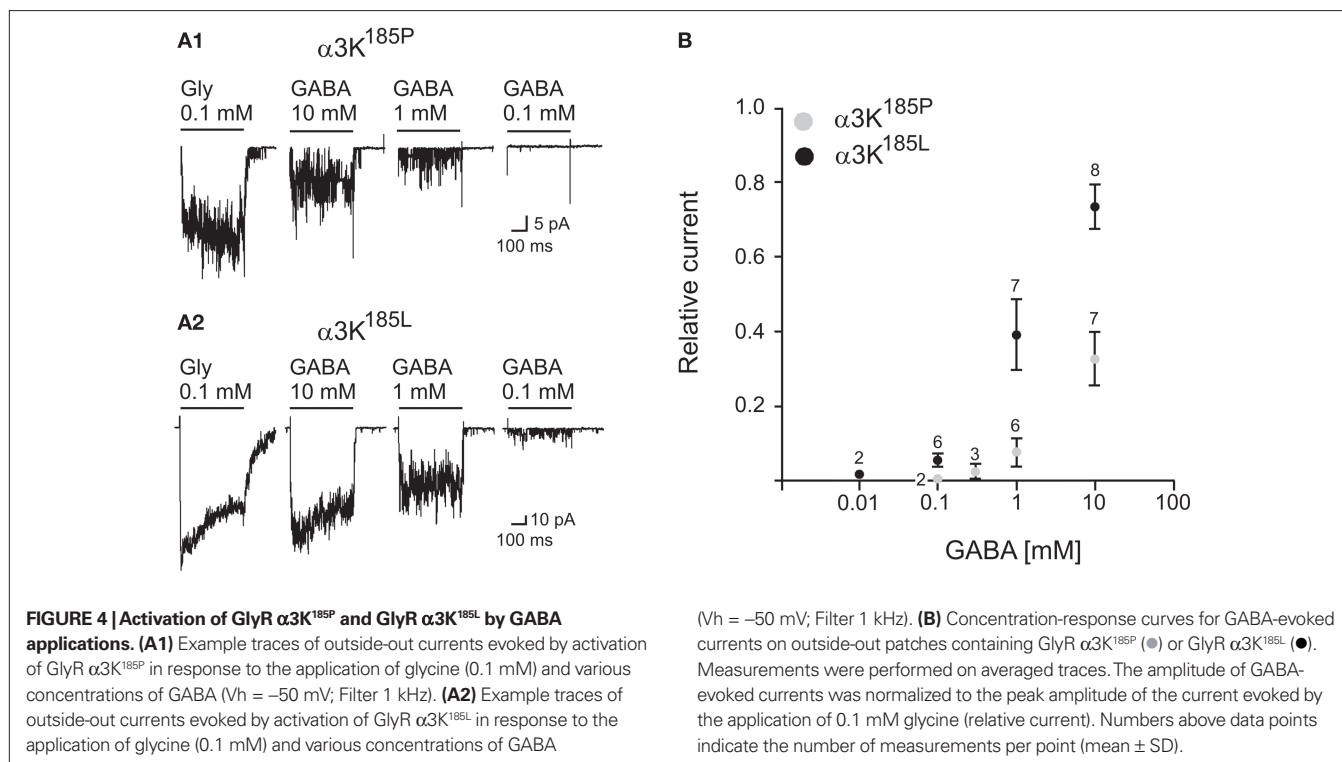 A1
α3K185P
Gly GABA GABA GABA
0.1 mM 10 mM 1 mM 0.1 mM
5 pA
100 ms
A2
α3K185L
Gly GABA GABA GABA
0.1 mM 10 mM 1 mM 0.1 mM
10 pA
100 ms
B
α3K185P
α3K185L
1.0
0.8
0.6
0.4
0.2
Relative current
8
7
7
6
6
3
2
2
0.01 0.1 1 10 100
GABA [mM]
FIGURE 4 | Activation of GlyR α3K185P and GlyR α3K185L by GABA
applications. (A1) Example traces of outside-out currents evoked by activation
of GlyR α3K185P in response to the application of glycine (0.1 mM) and various
concentrations of GABA (Vh = –50 mV; Filter 1 kHz). (A2) Example traces of
outside-out currents evoked by activation of GlyR α3K185L in response to the
application of glycine (0.1 mM) and various concentrations of GABA
(Vh = –50 mV; Filter 1 kHz). (B) Concentration-response curves for GABA-evoked
currents on outside-out patches containing GlyR α3K185P (●) or GlyR α3K185L (●).
Measurements were performed on averaged traces. The amplitude of GABA-
evoked currents was normalized to the peak amplitude of the current evoked by
the application of 0.1 mM glycine (relative current). Numbers above data points
indicate the number of measurements per point (mean ± SD).